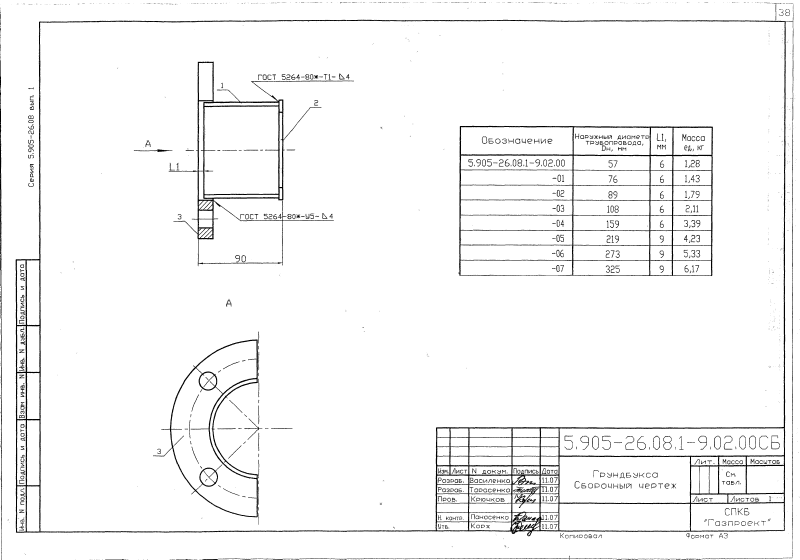 38
Серия 5.905-26.08 вып. 1
ГОСТ 5264-80ж-Т1-⊿4
1
2
А
L1
ГОСТ 5264-80ж-У5-⊿4
3
90
А
3
Обозначение | Наружный диаметр трубопровода, Dн, мм | L1, мм | Масса ед, кг
5.905-26.08.1-9.02.00 | 57 | 6 | 1,28
-01 | 76 | 6 | 1,43
-02 | 89 | 6 | 1,79
-03 | 108 | 6 | 2,11
-04 | 159 | 6 | 3,39
-05 | 219 | 9 | 4,23
-06 | 273 | 9 | 5,33
-07 | 325 | 9 | 6,17
Инв. N подл.
Подпись и дата
Взам инв. N
Инв. N дубл.
Подпись и дата
5.905-26.08.1-9.02.00СБ
Изм. Лист N докум. Подпись Дата
Разраб. Василенко 11.07
Разраб. Тарасенко 11.07
Пров. Крючков 11.07
Н. контр. Панасенко 11.07
Утв. 11.07
Грундбукса
Сборочный чертеж
Лит. Масса Масштаб
См.
табл.
Лист Листов 1
СПКБ
"Газпроект"
Копировал Формат А3